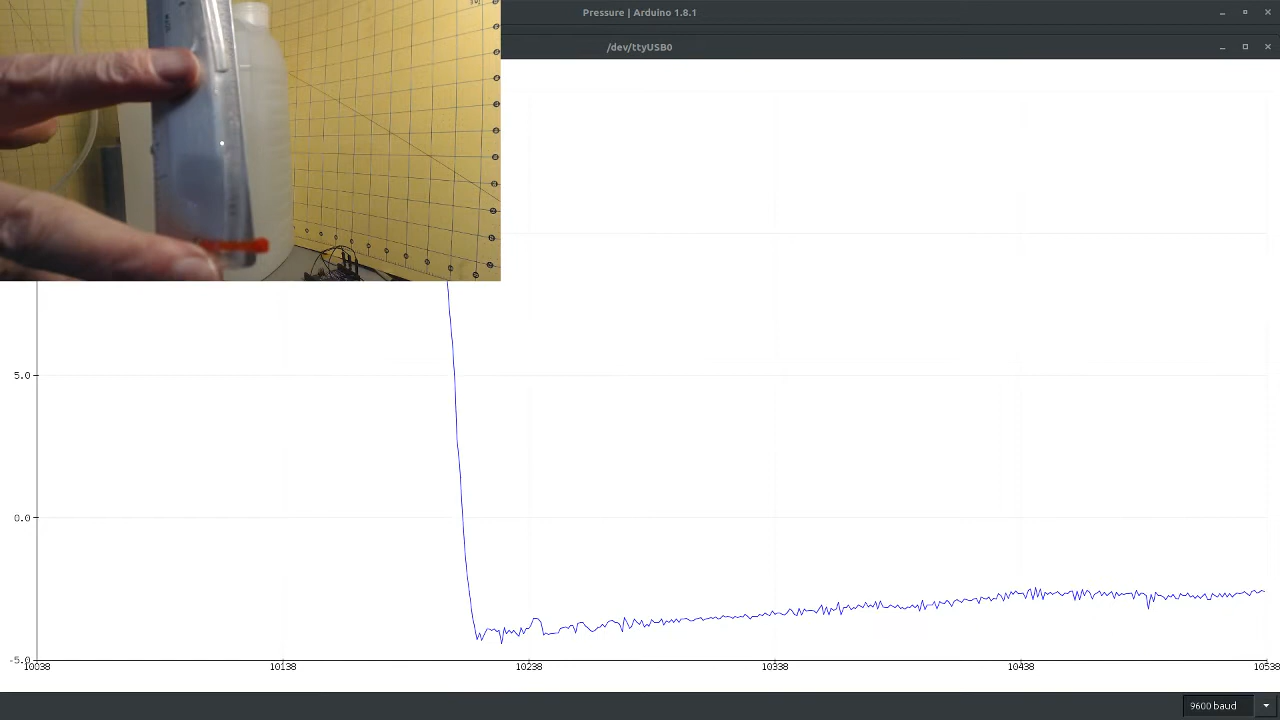 Pressure | Arduino 1.8.1
/dev/ttyUSB0
5.0
0.0
-5.0
10038 10138 10238 10338 10438 10538
9600 baud